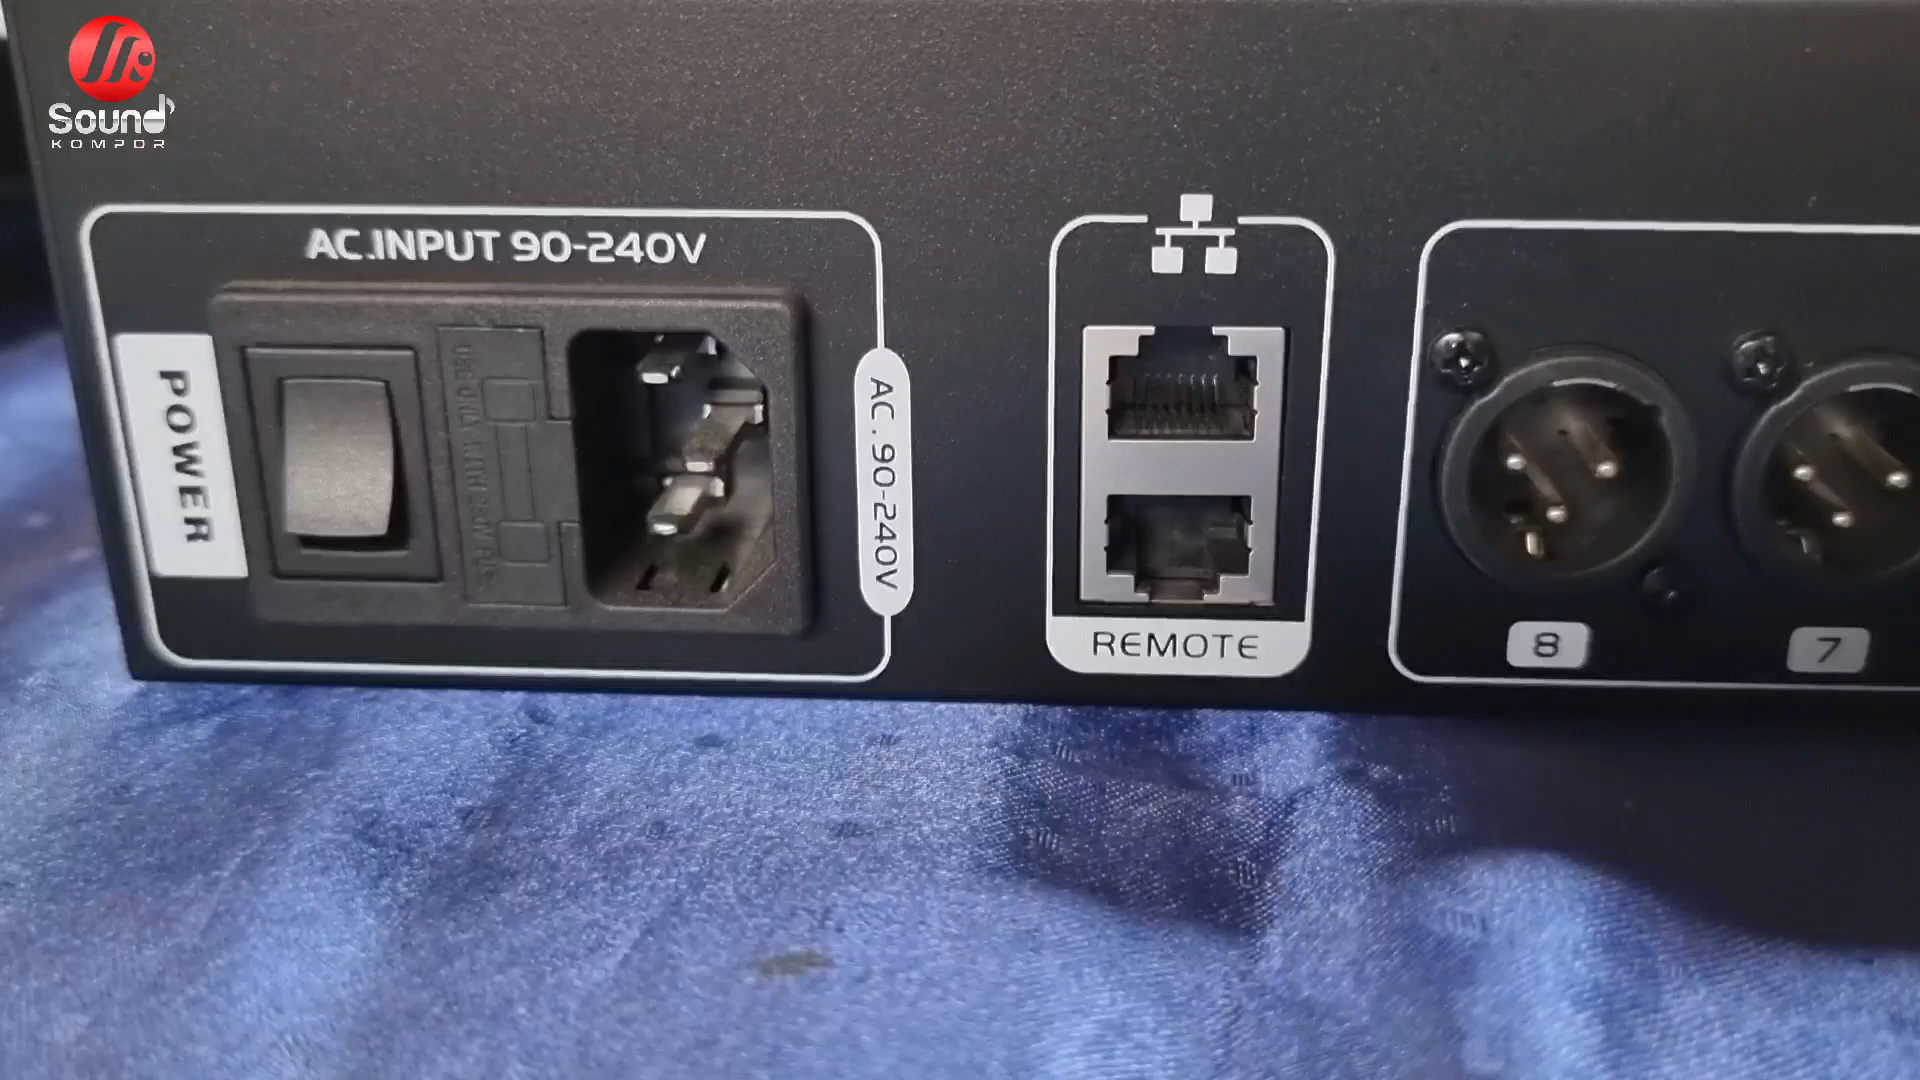 Sound
KOMPOR
AC.INPUT 90-240V
POWER
AC. 90-240V
REMOTE
8
7